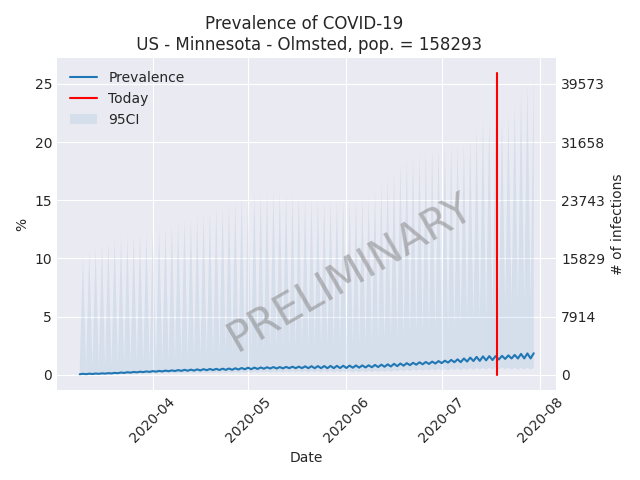 Prevalence of COVID-19
US - Minnesota - Olmsted, pop. = 158293
Prevalence
Today
95CI
25
20
15
10
5
0
%
39573
31658
23743
15829
7914
0
# of infections
PRELIMINARY
2020-04
2020-05
2020-06
2020-07
2020-08
Date